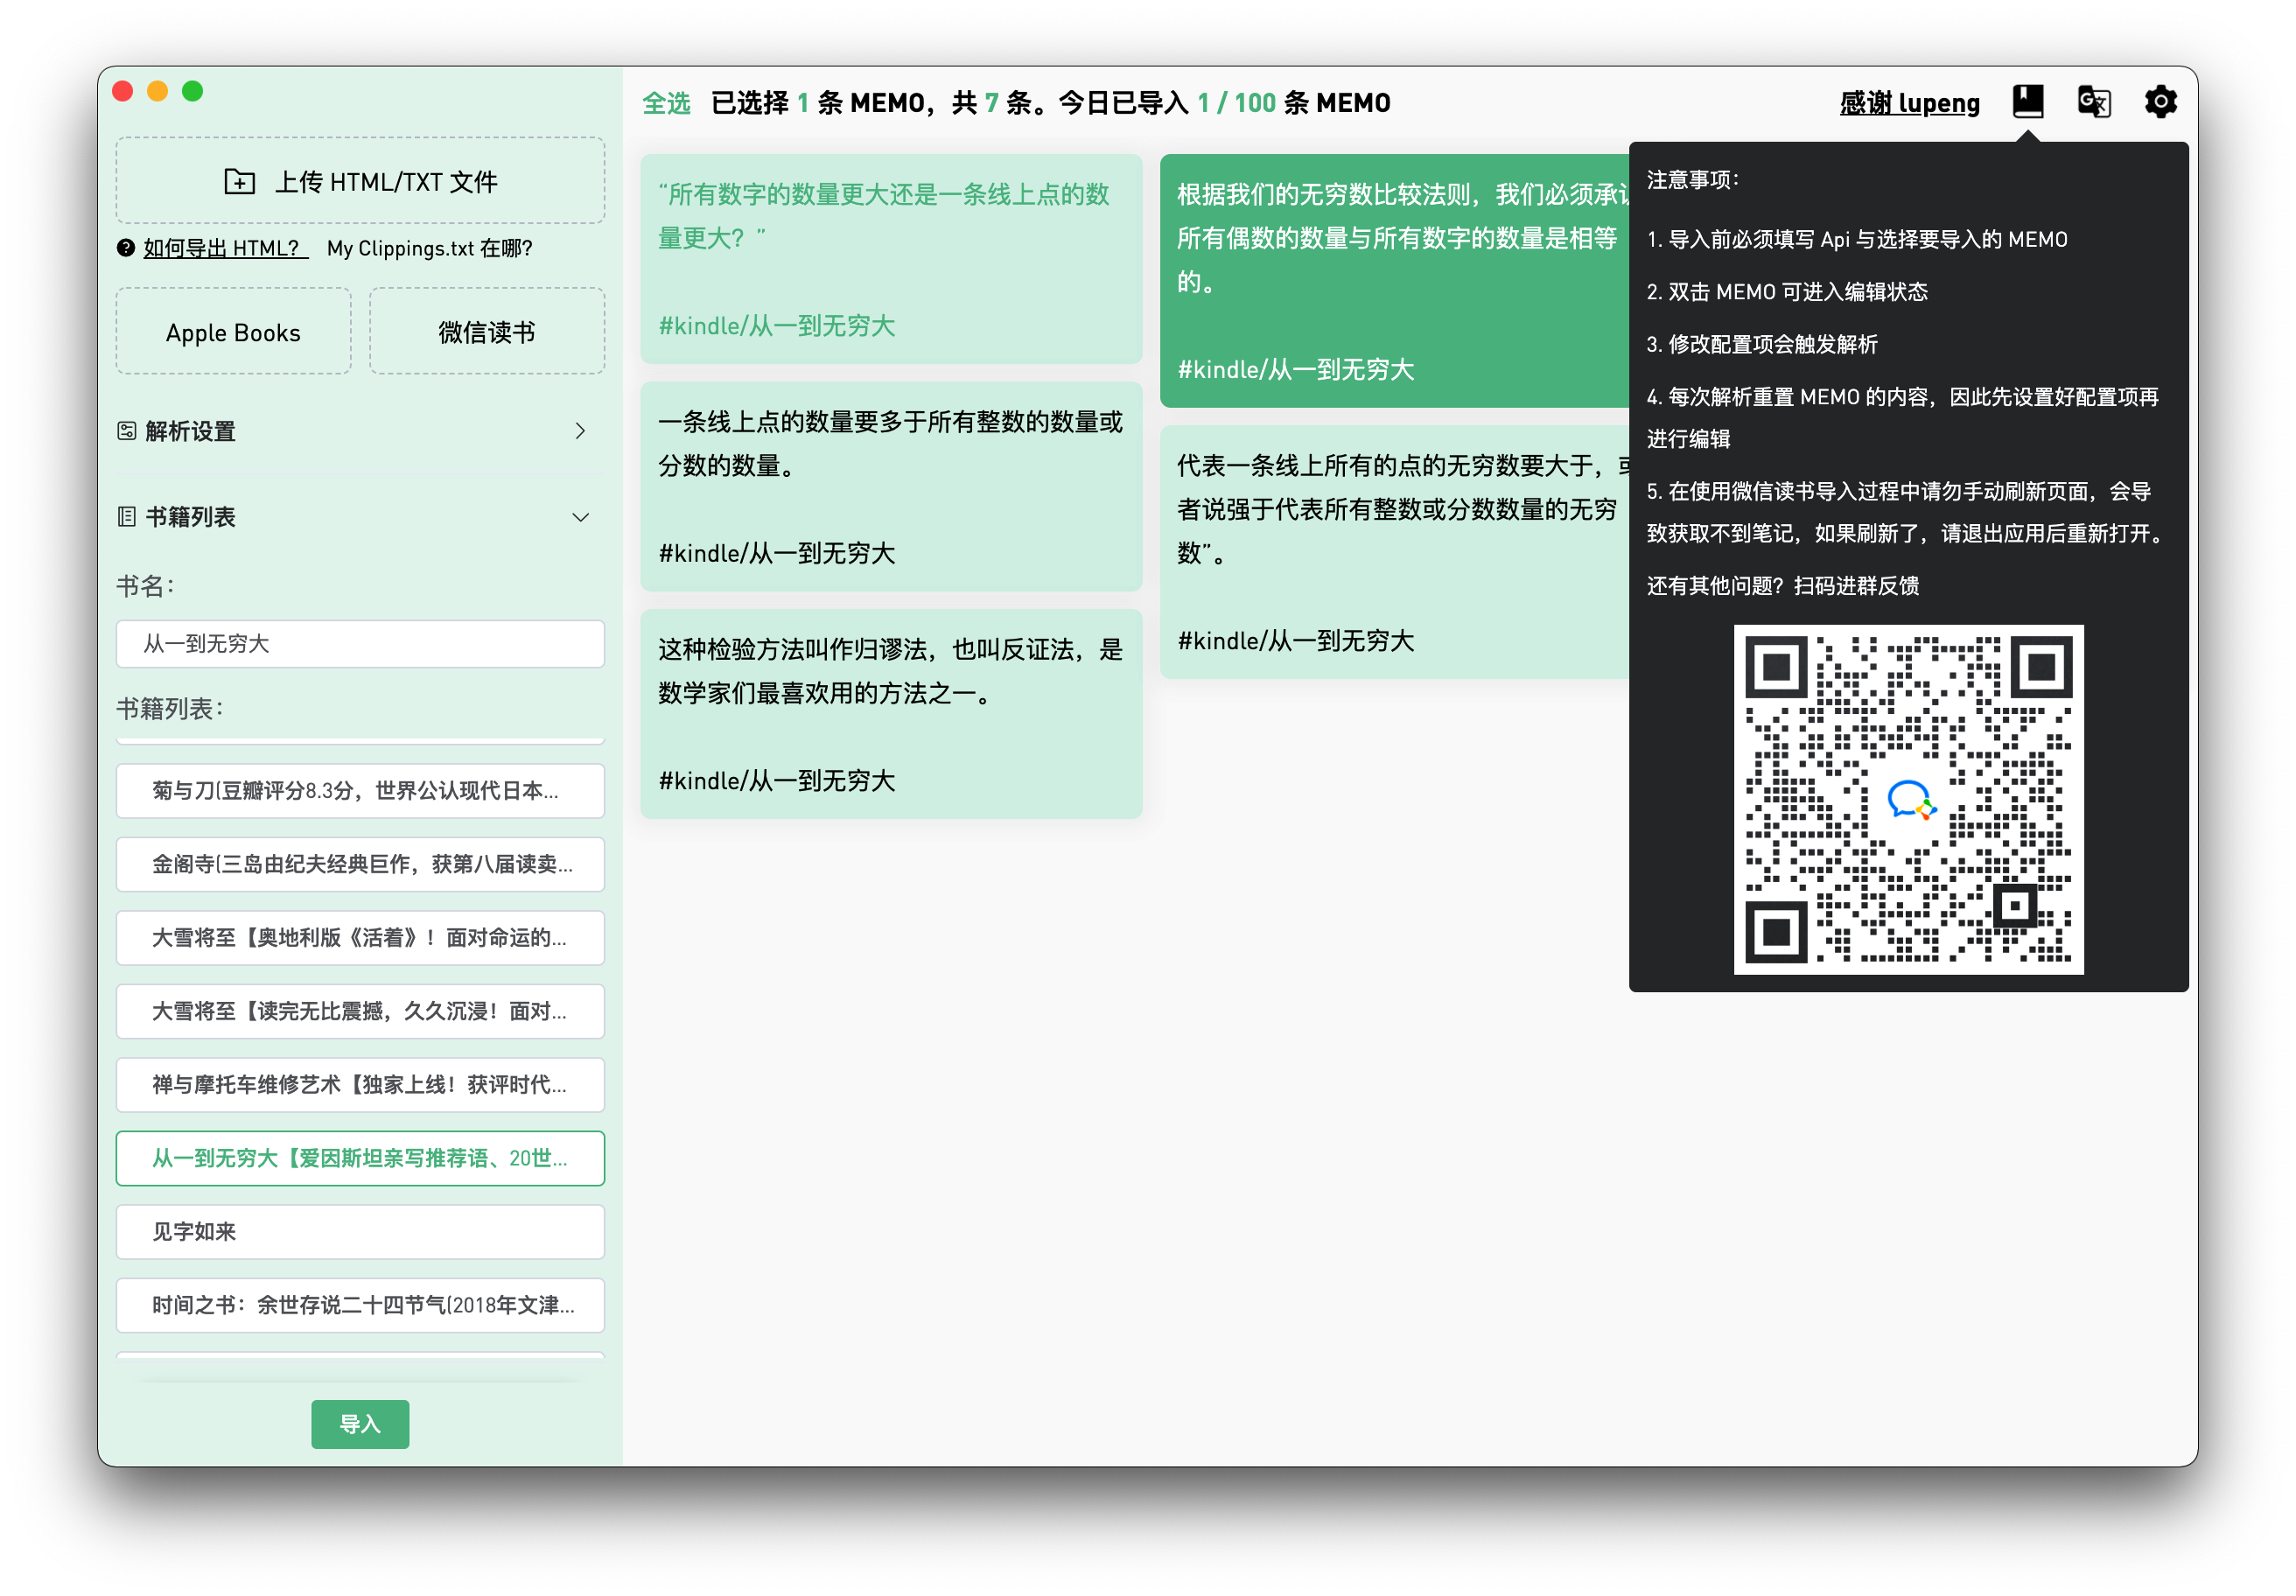 全选 已选择 1 条 MEMO，共 7 条。今日已导入 1 / 100 条 MEMO
感谢 lupeng
上传 HTML/TXT 文件
如何导出 HTML？ My Clippings.txt 在哪?
Apple Books
微信读书
解析设置
书籍列表
书名：
从一到无穷大
书籍列表：
菊与刀(豆瓣评分8.3分，世界公认现代日本...
金阁寺(三岛由纪夫经典巨作，获第八届读卖...
大雪将至【奥地利版《活着》！面对命运的...
大雪将至【读完无比震撼，久久沉浸！面对...
禅与摩托车维修艺术【独家上线！获评时代...
从一到无穷大【爱因斯坦亲写推荐语、20世...
见字如来
时间之书：余世存说二十四节气(2018年文津...
导入
“所有数字的数量更大还是一条线上点的数
量更大？”
#kindle/从一到无穷大
一条线上点的数量要多于所有整数的数量或
分数的数量。
#kindle/从一到无穷大
这种检验方法叫作归谬法，也叫反证法，是
数学家们最喜欢用的方法之一。
#kindle/从一到无穷大
根据我们的无穷数比较法则，我们必须承
所有偶数的数量与所有数字的数量是相等
的。
#kindle/从一到无穷大
代表一条线上所有的点的无穷数要大于，
者说强于代表所有整数或分数数量的无穷
数”。
#kindle/从一到无穷大
注意事项：
1. 导入前必须填写 Api 与选择要导入的 MEMO
2. 双击 MEMO 可进入编辑状态
3. 修改配置项会触发解析
4. 每次解析重置 MEMO 的内容，因此先设置好配置项再
进行编辑
5. 在使用微信读书导入过程中请勿手动刷新页面，会导
致获取不到笔记，如果刷新了，请退出应用后重新打开。
还有其他问题？扫码进群反馈